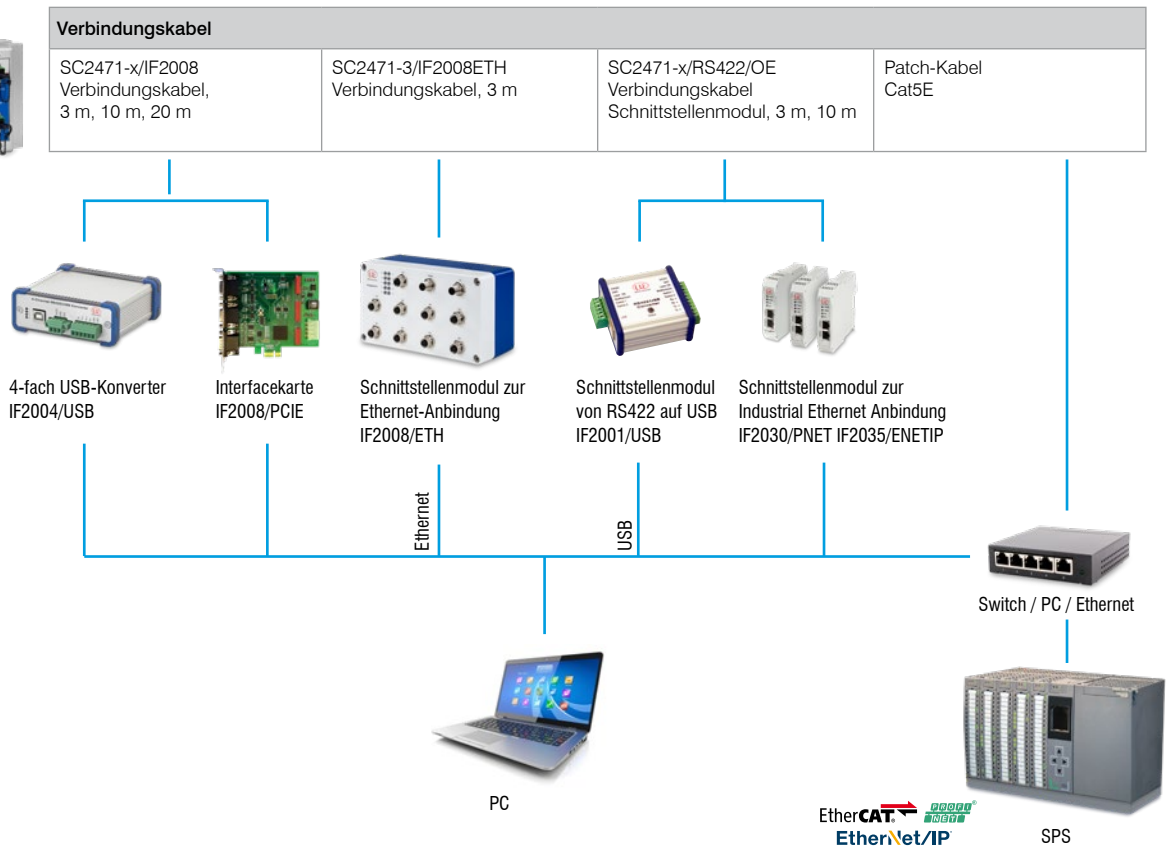 Verbindungskabel
SC2471-x/IF2008
Verbindungskabel,
3 m, 10 m, 20 m
SC2471-3/IF2008ETH
Verbindungskabel, 3 m
SC2471-x/RS422/OE
Verbindungskabel
Schnittstellenmodul, 3 m, 10 m
Patch-Kabel
Cat5E
4-fach USB-Konverter
IF2004/USB
Interfacekarte
IF2008/PCIE
Schnittstellenmodul zur
Ethernet-Anbindung
IF2008/ETH
Schnittstellenmodul
von RS422 auf USB
IF2001/USB
Schnittstellenmodul zur
Industrial Ethernet Anbindung
IF2030/PNET IF2035/ENETIP
Ethernet
USB
Switch / PC / Ethernet
PC
EtherCAT®
PROFI®
NET
EtherNet/IP
SPS